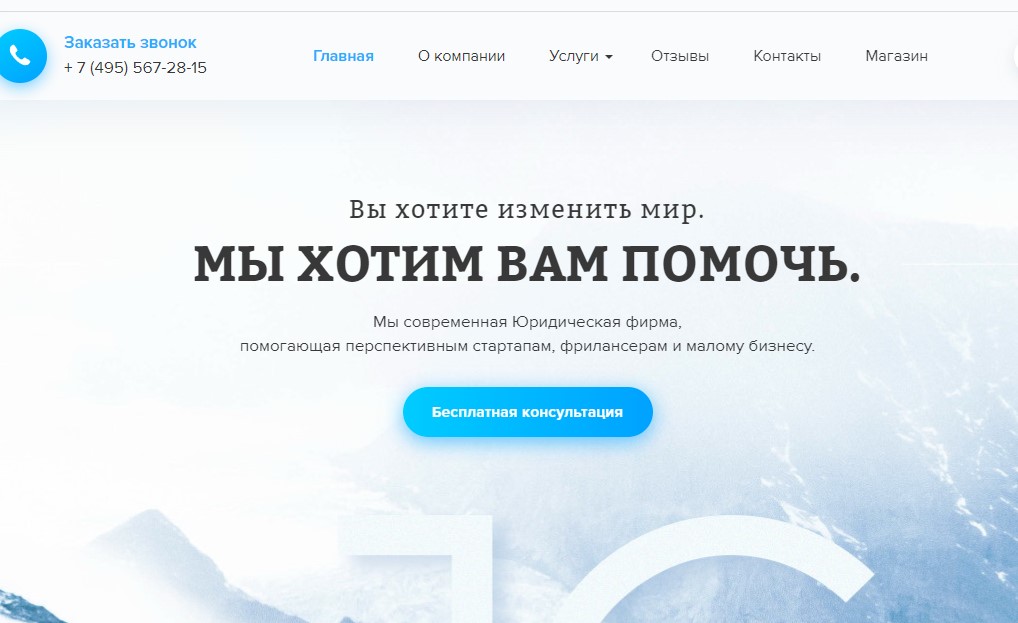 Заказать звонок
+ 7 (495) 567-28-15
Главная О компании Услуги Отзывы Контакты Магазин
Вы хотите изменить мир.
МЫ ХОТИМ ВАМ ПОМОЧЬ.
Мы современная Юридическая фирма,
помогающая перспективным стартапам, фрилансерам и малому бизнесу.
Бесплатная консультация